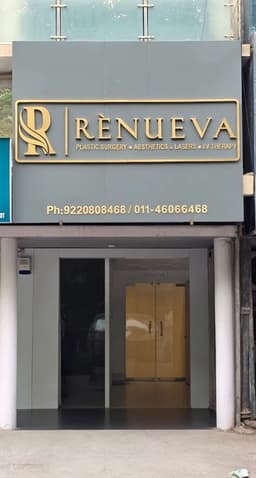 R
RÈNUEVA
PLASTIC SURGERY • AESTHETICS & LASERS • I.V THERAPY
Ph:9220808468 / 011-46066468